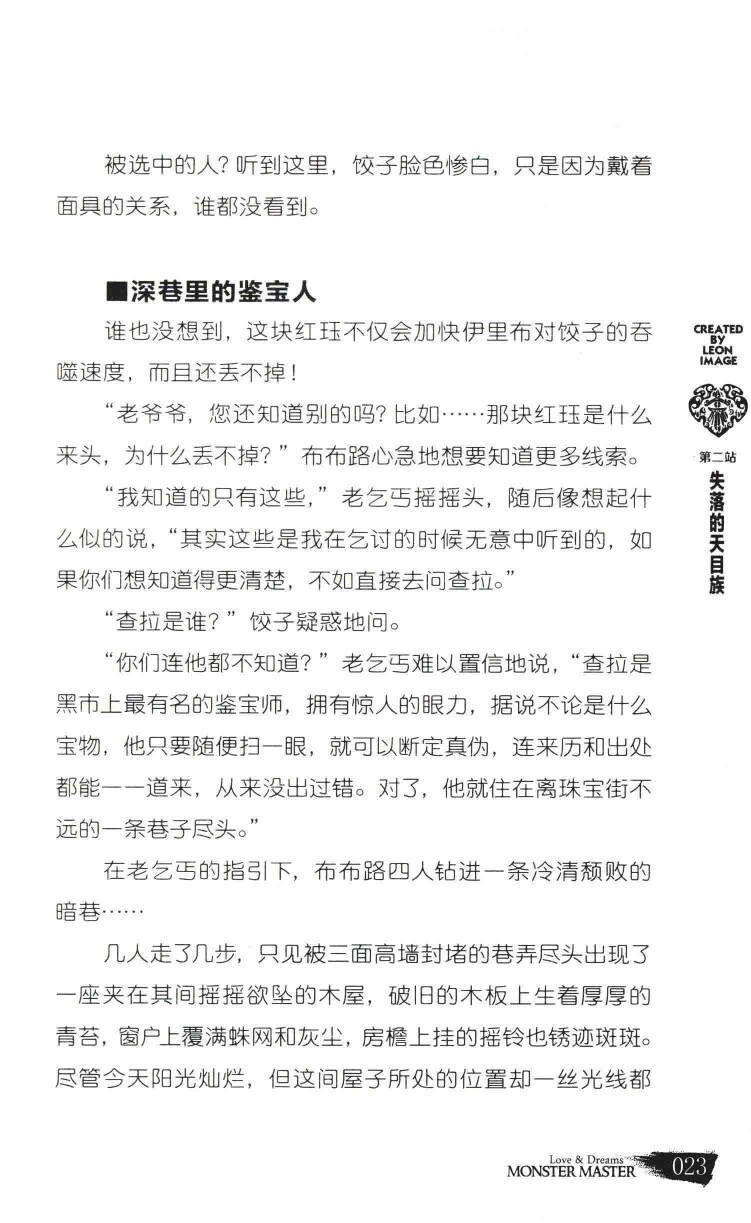 被选中的人？听到这里，饺子脸色惨白，只是因为戴着
面具的关系，谁都没看到。
■深巷里的鉴宝人
谁也没想到，这块红珏不仅会加快伊里布对饺子的吞
噬速度，而且还丢不掉！
“老爷爷，您还知道别的吗？比如……那块红珏是什么
来头，为什么丢不掉？”布布路心急地想要知道更多线索。
“我知道的只有这些，”老乞丐摇摇头，随后像想起什
么似的说，“其实这些是我在乞讨的时候无意中听到的，如
果你们想知道得更清楚，不如直接去问查拉。”
“查拉是谁？”饺子疑惑地问。
“你们连他都不知道？”老乞丐难以置信地说，“查拉是
黑市上最有名的鉴宝师，拥有惊人的眼力，据说不论是什么
宝物，他只要随便扫一眼，就可以断定真伪，连来历和出处
都能一一道来，从来没出过错。对了，他就住在离珠宝街不
远的一条巷子尽头。”
在老乞丐的指引下，布布路四人钻进一条冷清颓败的
暗巷……
几人走了几步，只见被三面高墙封堵的巷弄尽头出现了
一座夹在其间摇摇欲坠的木屋，破旧的木板上生着厚厚的
青苔，窗户上覆满蛛网和灰尘，房檐上挂的摇铃也锈迹斑斑。
尽管今天阳光灿烂，但这间屋子所处的位置却一丝光线都
CREATED
BY
LEON
IMAGE
第二站
失落的天目族
Love & Dreams
MONSTER MASTER
023